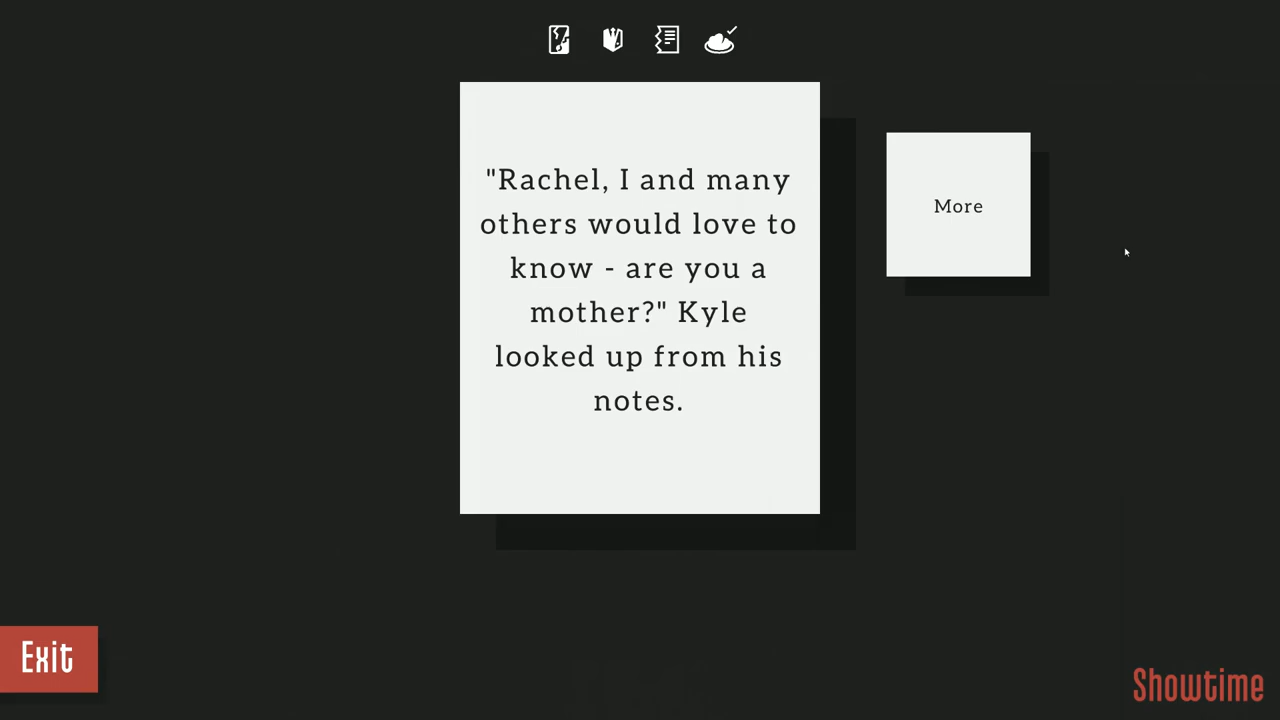 "Rachel, I and many
others would love to
know - are you a
mother?" Kyle
looked up from his
notes.
More
Exit
Showtime